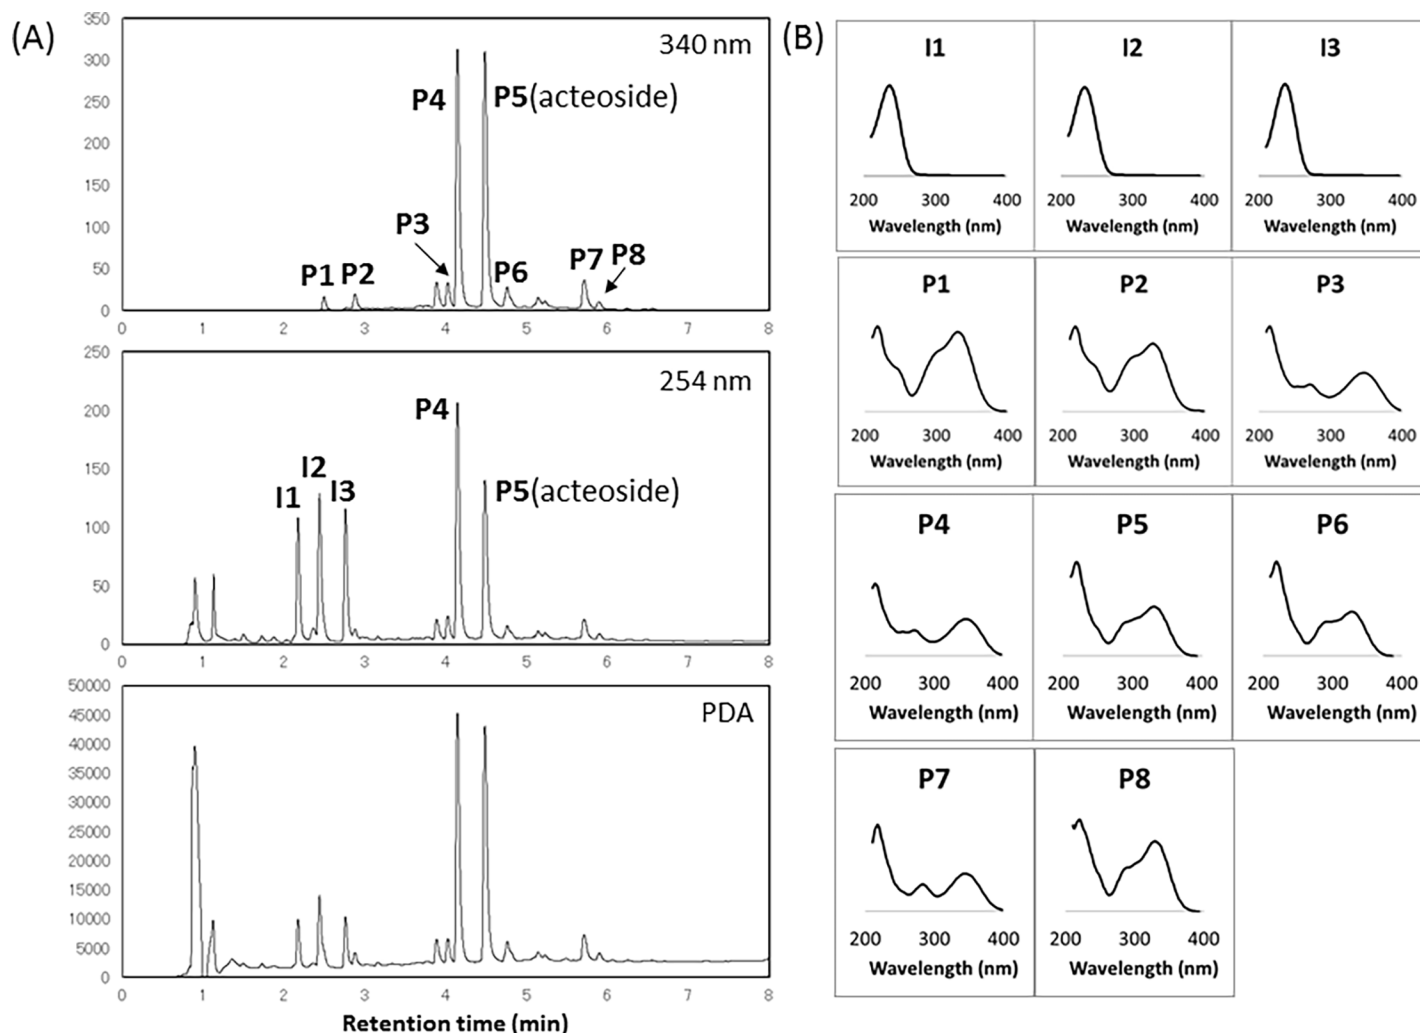 (A)
350
300
250
200
150
100
50
0
340 nm
P1 P2
P3
P4
P5(acteoside)
P6
P7 P8
0 1 2 3 4 5 6 7 8
250
200
150
100
50
0
254 nm
I1
I2
I3
P4
P5(acteoside)
0 1 2 3 4 5 6 7 8
50000
45000
40000
35000
30000
25000
20000
15000
10000
5000
0
PDA
0 1 2 3 4 5 6 7 8
Retention time (min)
(B)
I1 I2 I3
200 300 400 200 300 400 200 300 400
Wavelength (nm) Wavelength (nm) Wavelength (nm)
P1 P2 P3
200 300 400 200 300 400 200 300 400
Wavelength (nm) Wavelength (nm) Wavelength (nm)
P4 P5 P6
200 300 400 200 300 400 200 300 400
Wavelength (nm) Wavelength (nm) Wavelength (nm)
P7 P8
200 300 400 200 300 400
Wavelength (nm) Wavelength (nm)